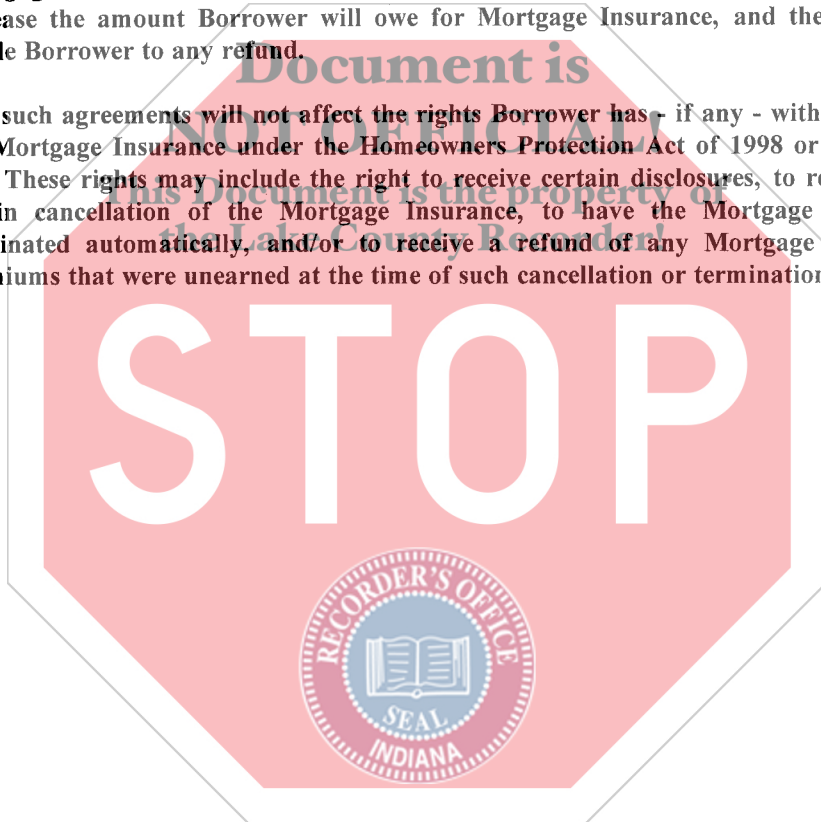 ease the amount Borrower will owe for Mortgage Insurance, and the
le Borrower to any refund.
Document is
such agreements will not affect the rights Borrower has - if any - with
NOT OFFICIAL!
Mortgage Insurance under the Homeowners Protection Act of 1998 or
These rights may include the right to receive certain disclosures, to re
This Document is the property of
in cancellation of the Mortgage Insurance, to have the Mortgage
the Lake County Recorder!
inated automatically, and/or to receive a refund of any Mortgage
niums that were unearned at the time of such cancellation or termination
STOP
RECORDER'S OFFICE
SEAL
INDIANA